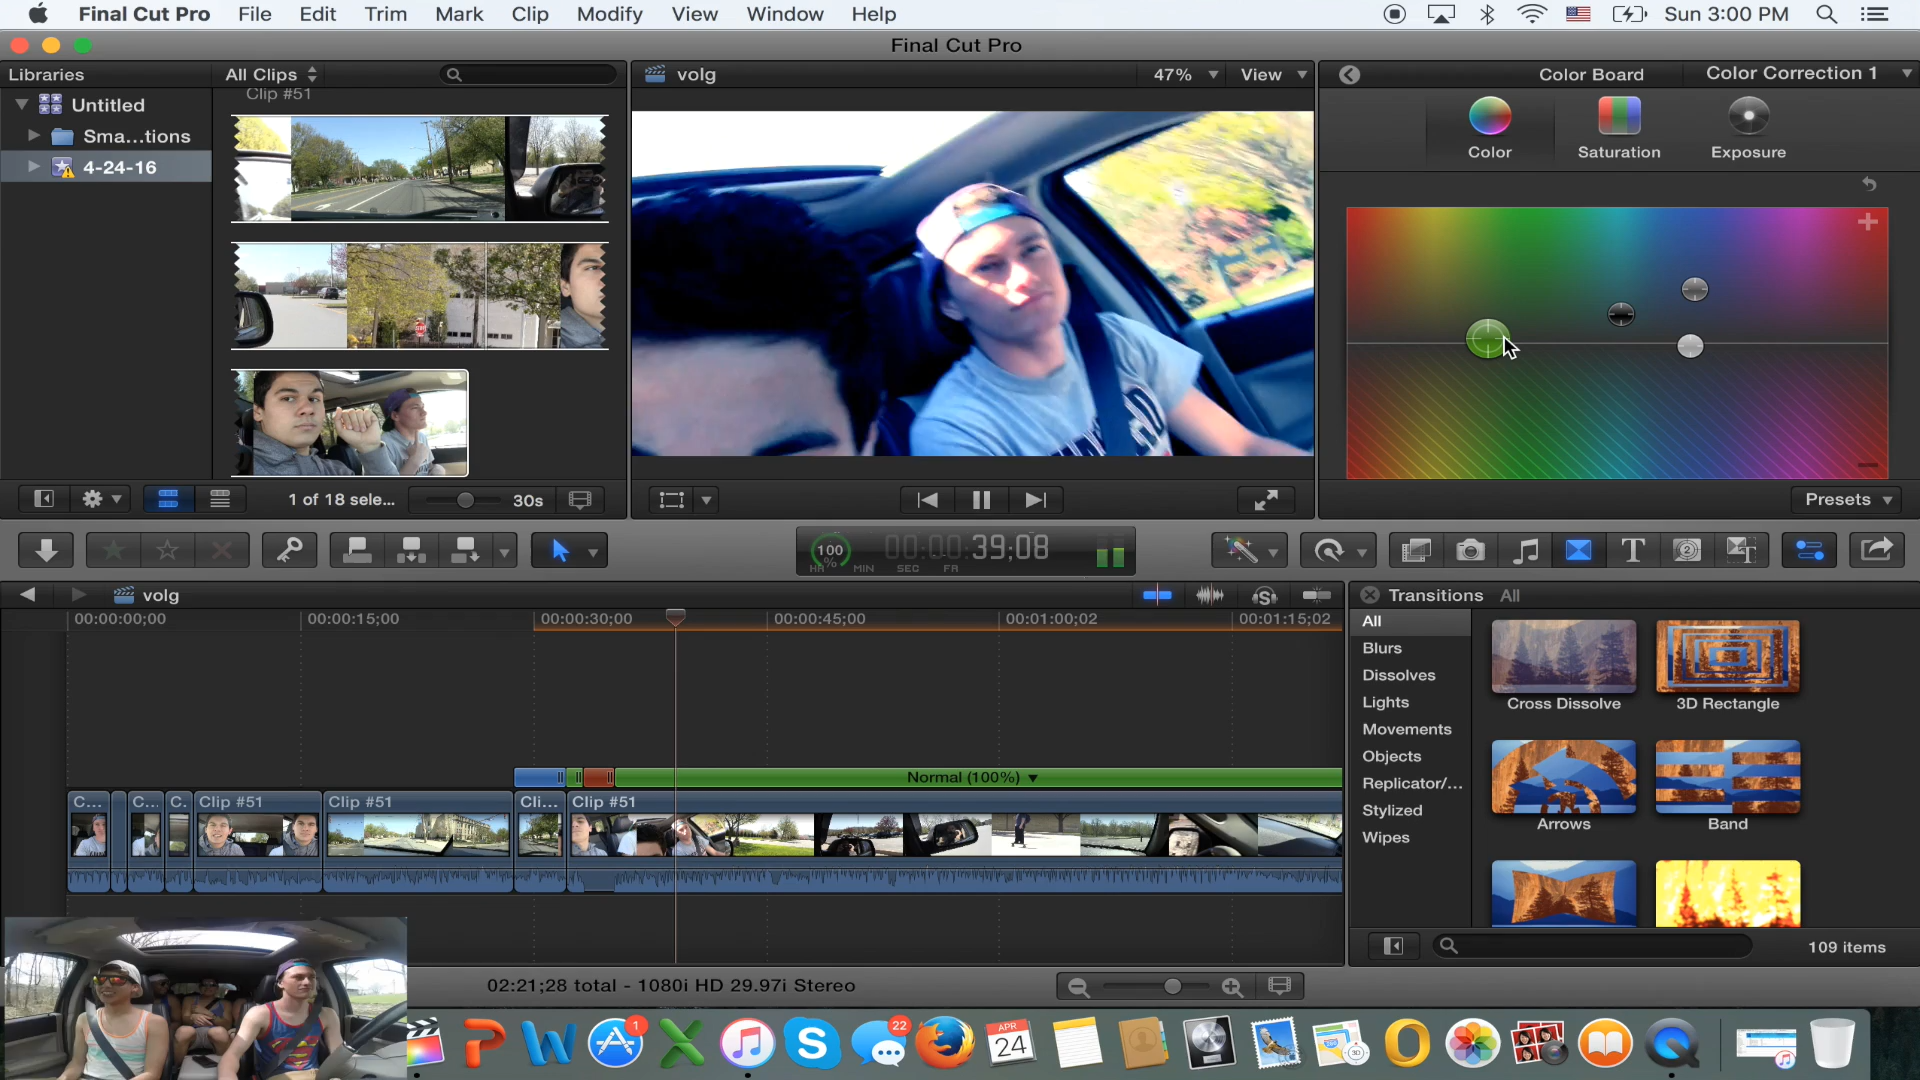 Final Cut Pro File Edit Trim Mark Clip Modify View Window Help Sun 3:00 PM
Final Cut Pro
Libraries All Clips volg 47% View Color Board Color Correction 1
Clip #51
Untitled
Sma...tions
4-24-16
Color Saturation Exposure
1 of 18 sele... 30s Presets
100 % 00:00:39;08
HR MIN SEC FR
volg Transitions All
00:00:00;00 00:00:15;00 00:00:30;00 00:00:45;00 00:01:00;02 00:01:15;02
All
Blurs
Dissolves
Lights
Movements
Objects
Replicator/...
Stylized
Wipes
Cross Dissolve 3D Rectangle
Arrows Band
Normal (100%)
C... C... C. Clip #51 Clip #51 Cli... Clip #51
109 items
02:21;28 total - 1080i HD 29.97i Stereo
1 22 APR 24 3D